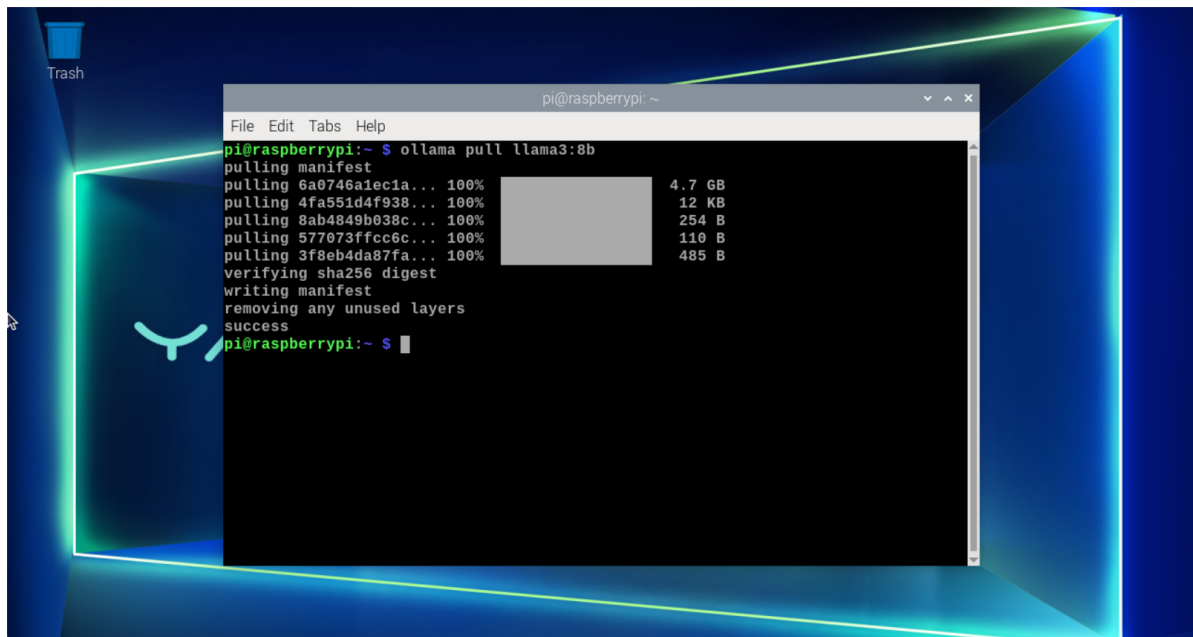 Trash
pi@raspberrypi: ~
File Edit Tabs Help
pi@raspberrypi:~ $ ollama pull llama3:8b
pulling manifest
pulling 6a0746a1ec1a... 100% 4.7 GB
pulling 4fa551d4f938... 100% 12 KB
pulling 8ab4849b038c... 100% 254 B
pulling 577073ffcc6c... 100% 110 B
pulling 3f8eb4da87fa... 100% 485 B
verifying sha256 digest
writing manifest
removing any unused layers
success
pi@raspberrypi:~ $